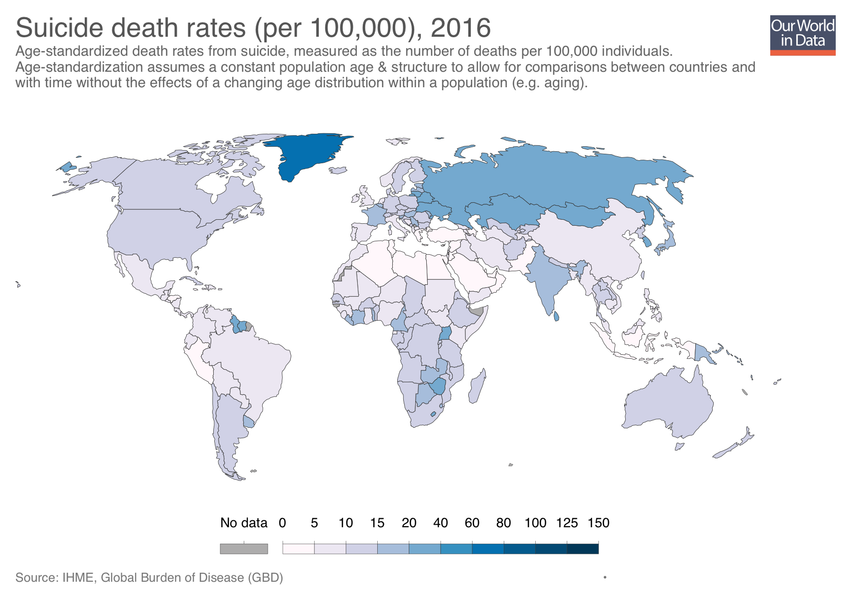 Suicide death rates (per 100,000), 2016
Our World
in Data
Age-standardized death rates from suicide, measured as the number of deaths per 100,000 individuals.
Age-standardization assumes a constant population age & structure to allow for comparisons between countries and
with time without the effects of a changing age distribution within a population (e.g. aging).
No data 0 5 10 15 20 40 60 80 100 125 150
Source: IHME, Global Burden of Disease (GBD)